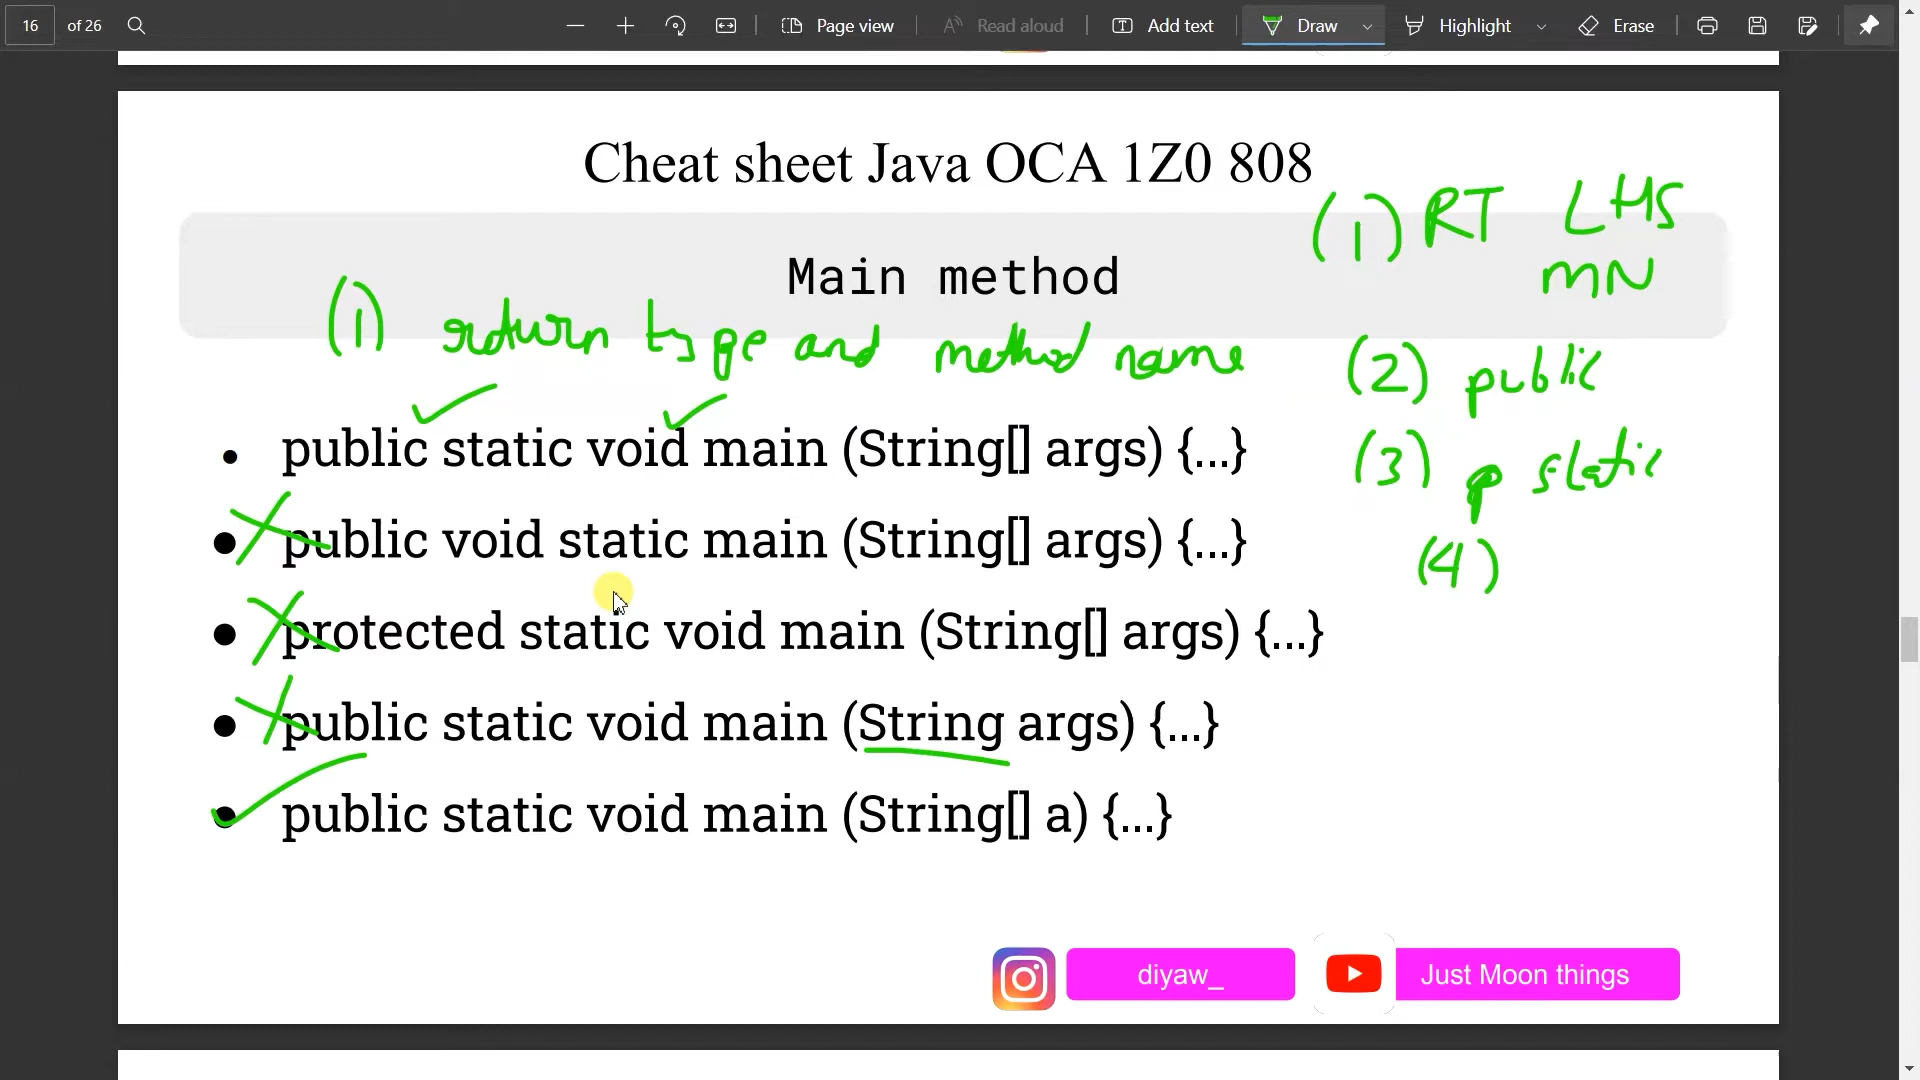 16 of 26 Page view Read aloud Add text Draw Highlight Erase
Cheat sheet Java OCA 1Z0 808
(1) RT LHS
MN
Main method
(1) return type and method name
(2) public
• public static void main (String[] args) {...}
(3) static
• public void static main (String[] args) {...}
(4)
• protected static void main (String[] args) {...}
• public static void main (String args) {...}
• public static void main (String[] a) {...}
diyaw_ Just Moon things